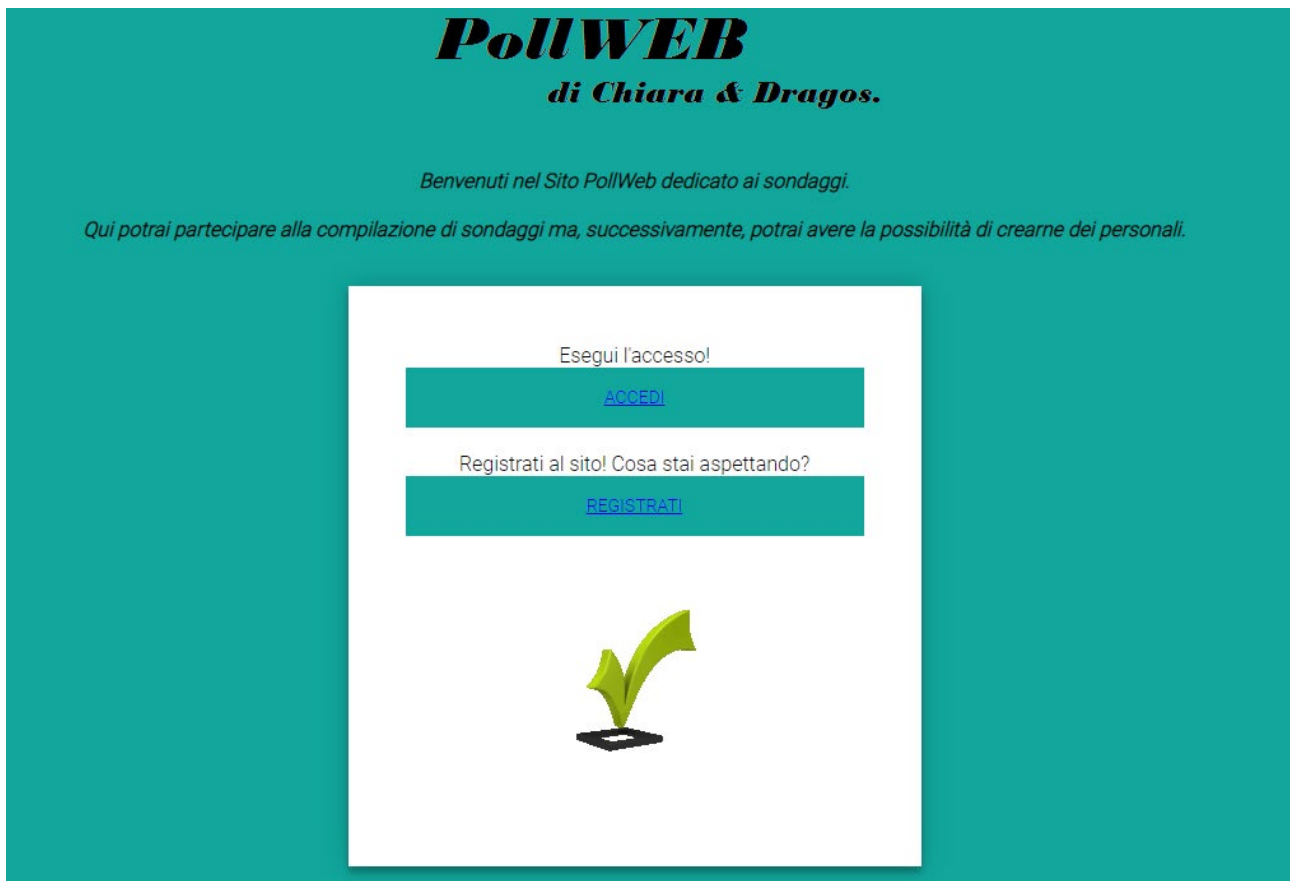 PollWEB
di Chiara & Dragos.
Benvenuti nel Sito PollWeb dedicato ai sondaggi.
Qui potrai partecipare alla compilazione di sondaggi ma, successivamente, potrai avere la possibilità di crearne dei personali.
Esegui l'accesso!
ACCEDI
Registrati al sito! Cosa stai aspettando?
REGISTRATI